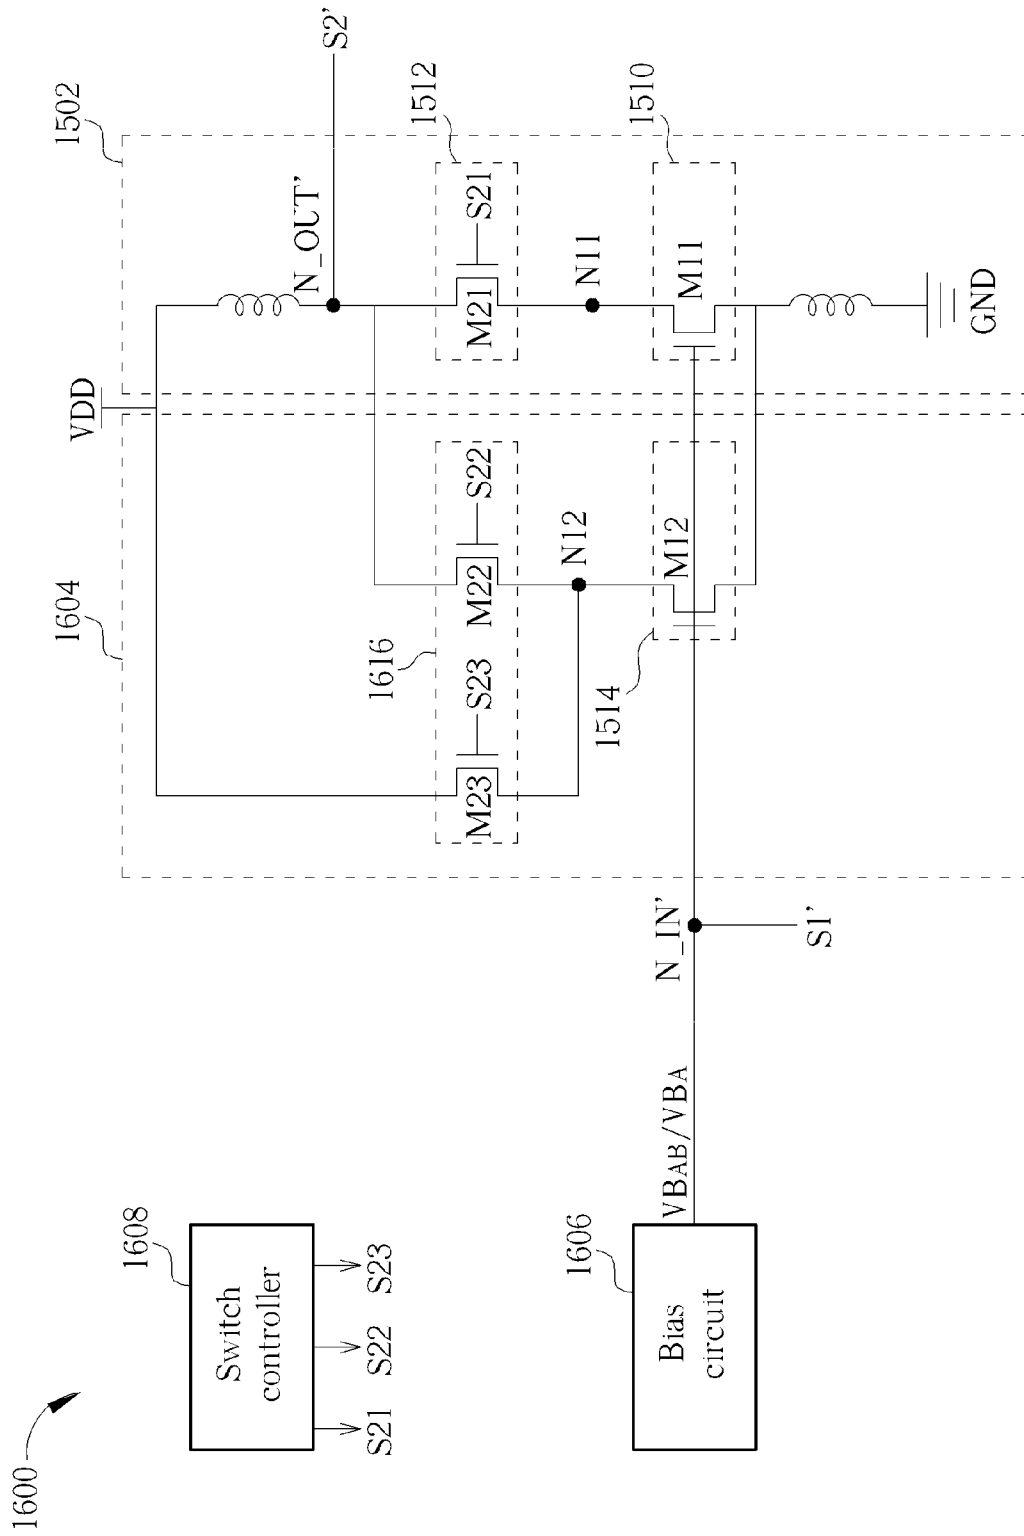 1600
1608
Switch
controller
S21
S22
S23
1606
Bias
circuit
VBAB/VBA
N_IN'
S1'
1604
1616
M23
S23
M22
S22
N12
1514
M12
VDD
1502
N_OUT'
S2'
1512
M21
S21
N11
1510
M11
GND